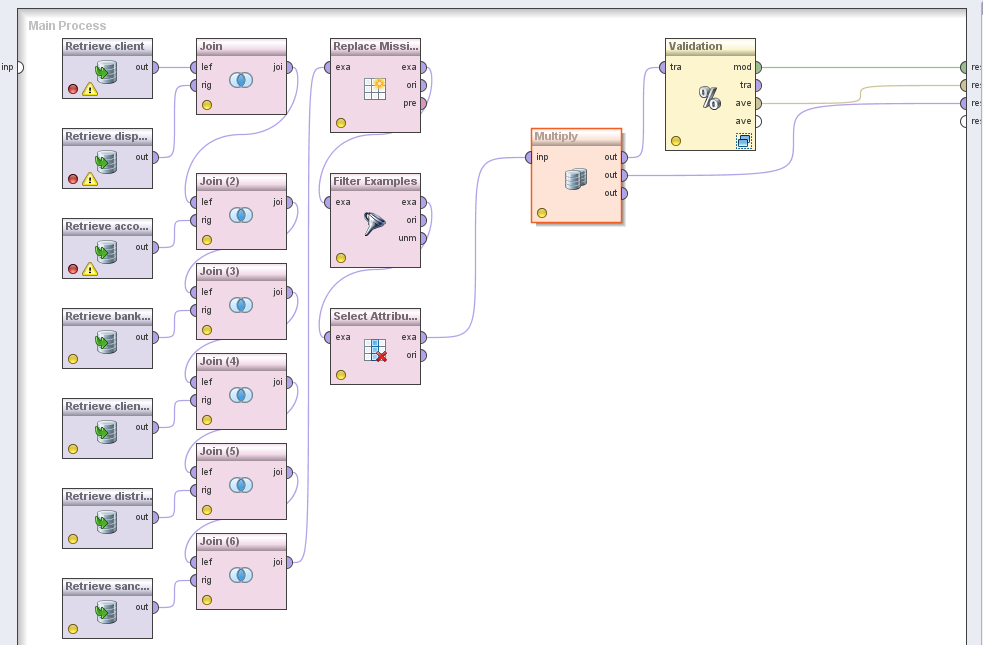 Main Process
inp
Retrieve client
out
Retrieve disp...
out
Retrieve acco...
out
Retrieve bank...
out
Retrieve clien...
out
Retrieve distri...
out
Retrieve sanc...
out
Join
lef
joi
rig
Join (2)
lef
joi
rig
Join (3)
lef
joi
rig
Join (4)
lef
joi
rig
Join (5)
lef
joi
rig
Join (6)
lef
joi
rig
Replace Missi...
exa
exa
ori
pre
Filter Examples
exa
exa
ori
unm
Select Attribu...
exa
exa
ori
Multiply
inp
out
out
out
Validation
tra
mod
tra
ave
ave
%
res
res
res
res